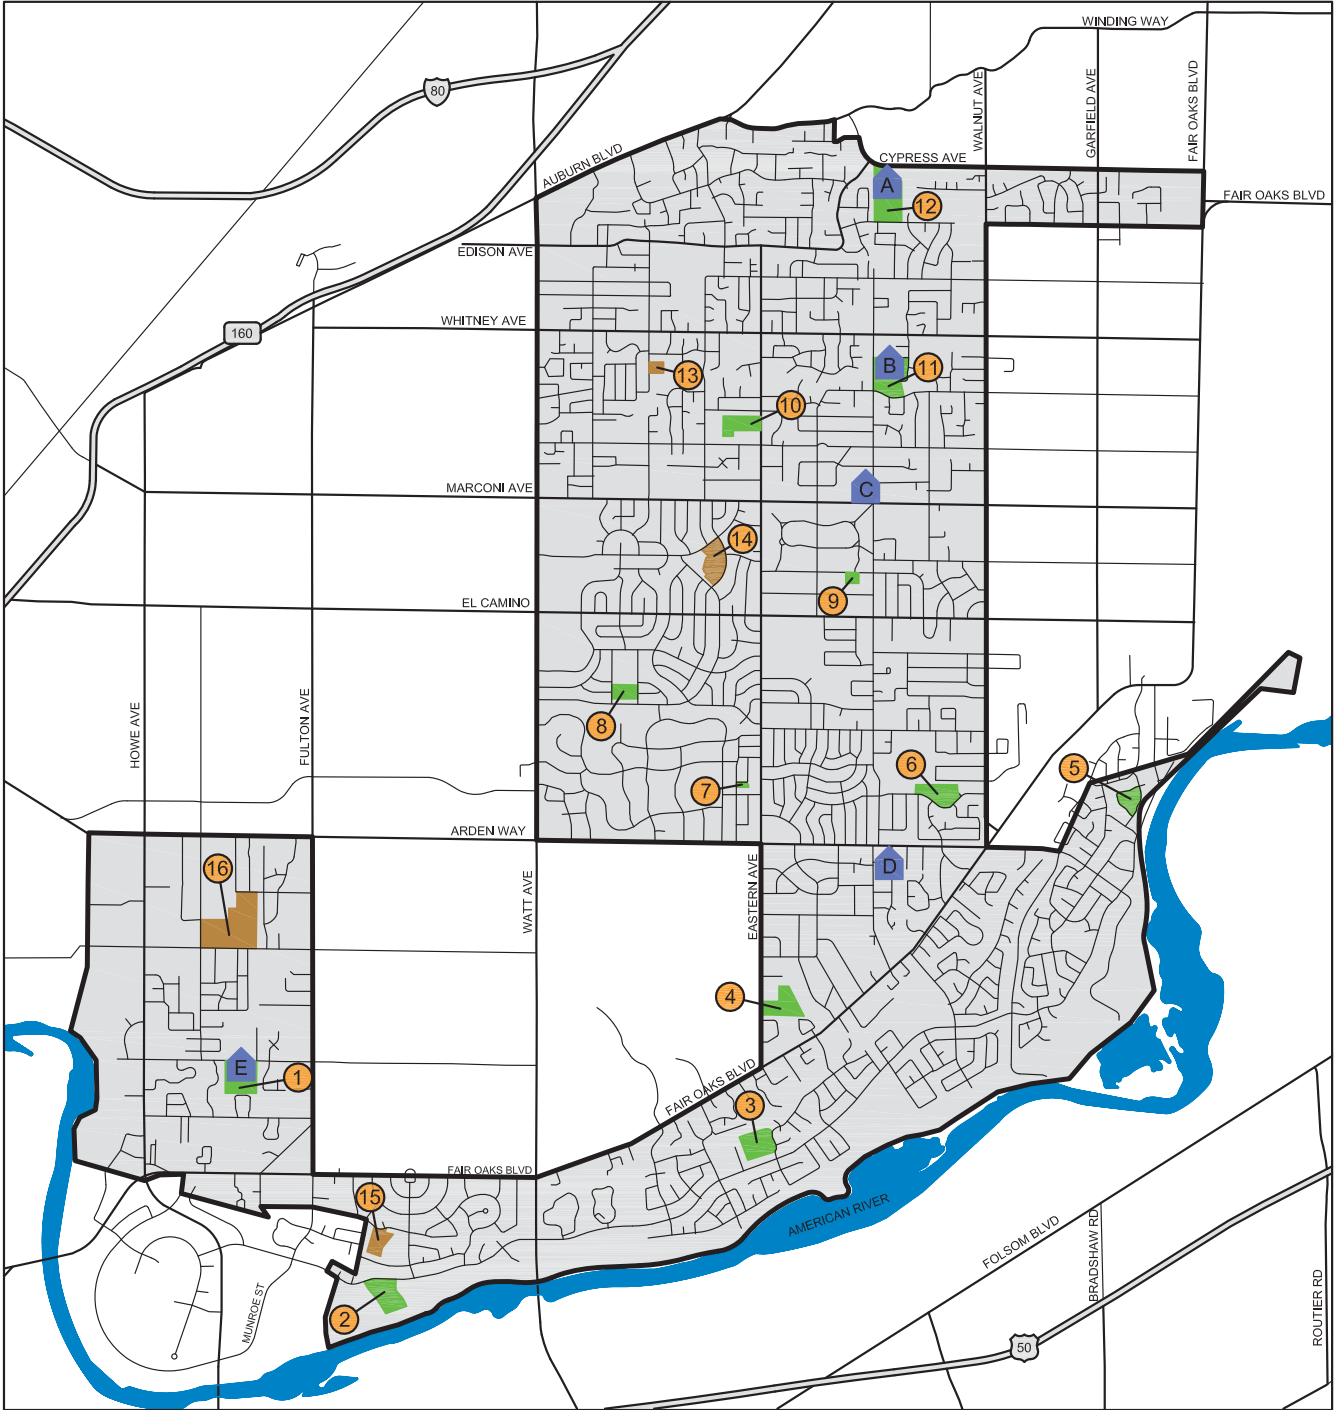 WINDING WAY
80
WALNUT AVE
GARFIELD AVE
FAIR OAKS BLVD
AUBURN BLVD
CYPRESS AVE
A
12
FAIR OAKS BLVD
EDISON AVE
160
WHITNEY AVE
13
B
11
10
MARCONI AVE
C
14
EL CAMINO
9
HOWE AVE
FULTON AVE
8
7
6
5
ARDEN WAY
16
WATT AVE
EASTERN AVE
D
4
E
1
FAIR OAKS BLVD
3
FAIR OAKS BLVD
15
AMERICAN RIVER
2
MUNROE ST
FOLSOM BLVD
BRADSHAW RD
ROUTIER RD
50